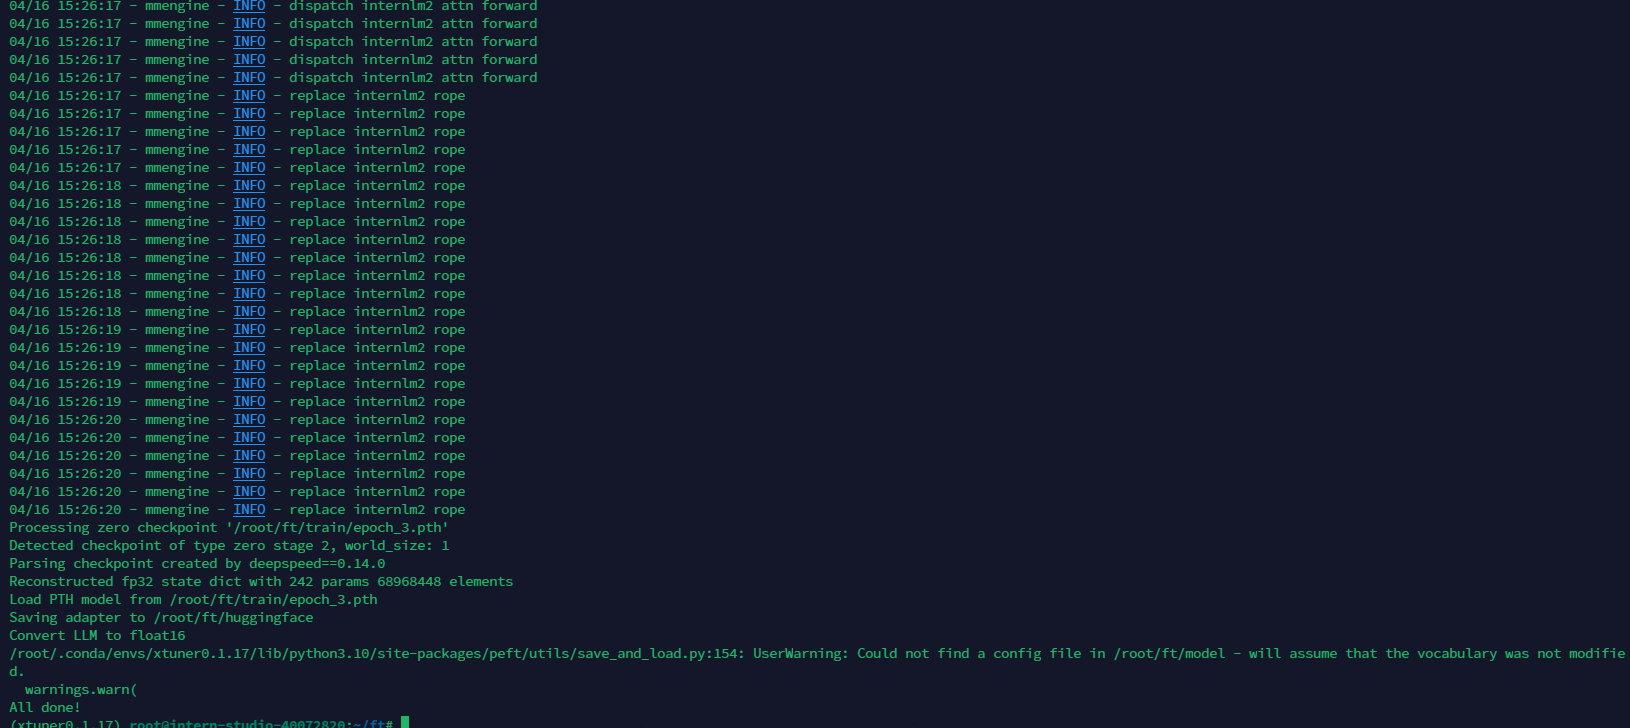 04/16 15:26:17 - mmengine - INFO - dispatch internlm2 attn forward
04/16 15:26:17 - mmengine - INFO - dispatch internlm2 attn forward
04/16 15:26:17 - mmengine - INFO - dispatch internlm2 attn forward
04/16 15:26:17 - mmengine - INFO - dispatch internlm2 attn forward
04/16 15:26:17 - mmengine - INFO - dispatch internlm2 attn forward
04/16 15:26:17 - mmengine - INFO - replace internlm2 rope
04/16 15:26:17 - mmengine - INFO - replace internlm2 rope
04/16 15:26:17 - mmengine - INFO - replace internlm2 rope
04/16 15:26:17 - mmengine - INFO - replace internlm2 rope
04/16 15:26:17 - mmengine - INFO - replace internlm2 rope
04/16 15:26:18 - mmengine - INFO - replace internlm2 rope
04/16 15:26:18 - mmengine - INFO - replace internlm2 rope
04/16 15:26:18 - mmengine - INFO - replace internlm2 rope
04/16 15:26:18 - mmengine - INFO - replace internlm2 rope
04/16 15:26:18 - mmengine - INFO - replace internlm2 rope
04/16 15:26:18 - mmengine - INFO - replace internlm2 rope
04/16 15:26:18 - mmengine - INFO - replace internlm2 rope
04/16 15:26:18 - mmengine - INFO - replace internlm2 rope
04/16 15:26:19 - mmengine - INFO - replace internlm2 rope
04/16 15:26:19 - mmengine - INFO - replace internlm2 rope
04/16 15:26:19 - mmengine - INFO - replace internlm2 rope
04/16 15:26:19 - mmengine - INFO - replace internlm2 rope
04/16 15:26:19 - mmengine - INFO - replace internlm2 rope
04/16 15:26:20 - mmengine - INFO - replace internlm2 rope
04/16 15:26:20 - mmengine - INFO - replace internlm2 rope
04/16 15:26:20 - mmengine - INFO - replace internlm2 rope
04/16 15:26:20 - mmengine - INFO - replace internlm2 rope
04/16 15:26:20 - mmengine - INFO - replace internlm2 rope
04/16 15:26:20 - mmengine - INFO - replace internlm2 rope
Processing zero checkpoint '/root/ft/train/epoch_3.pth'
Detected checkpoint of type zero stage 2, world_size: 1
Parsing checkpoint created by deepspeed==0.14.0
Reconstructed fp32 state dict with 242 params 68968448 elements
Load PTH model from /root/ft/train/epoch_3.pth
Saving adapter to /root/ft/huggingface
Convert LLM to float16
/root/.conda/envs/xtuner0.1.17/lib/python3.10/site-packages/peft/utils/save_and_load.py:154: UserWarning: Could not find a config file in /root/ft/model - will assume that the vocabulary was not modifie
d.
  warnings.warn(
All done!
(xtuner0.1.17) root@intern-studio-40072820:~/ft#